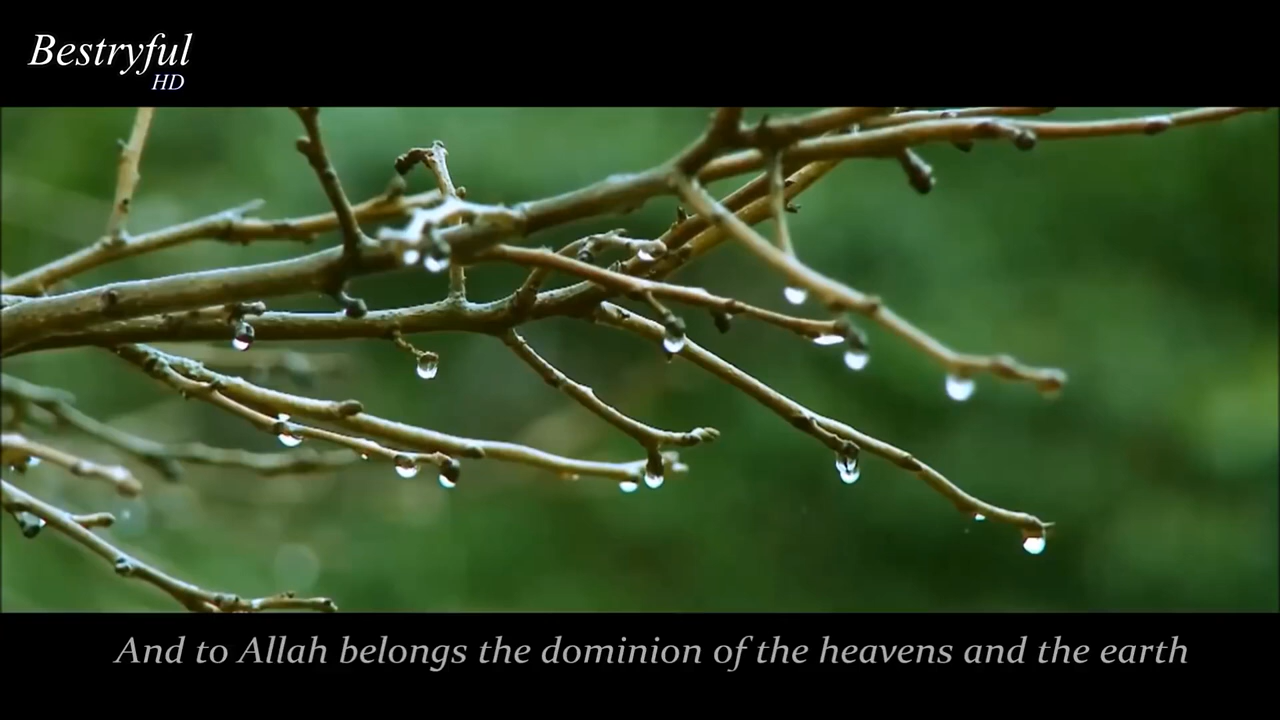 Bestryful
HD
And to Allah belongs the dominion of the heavens and the earth